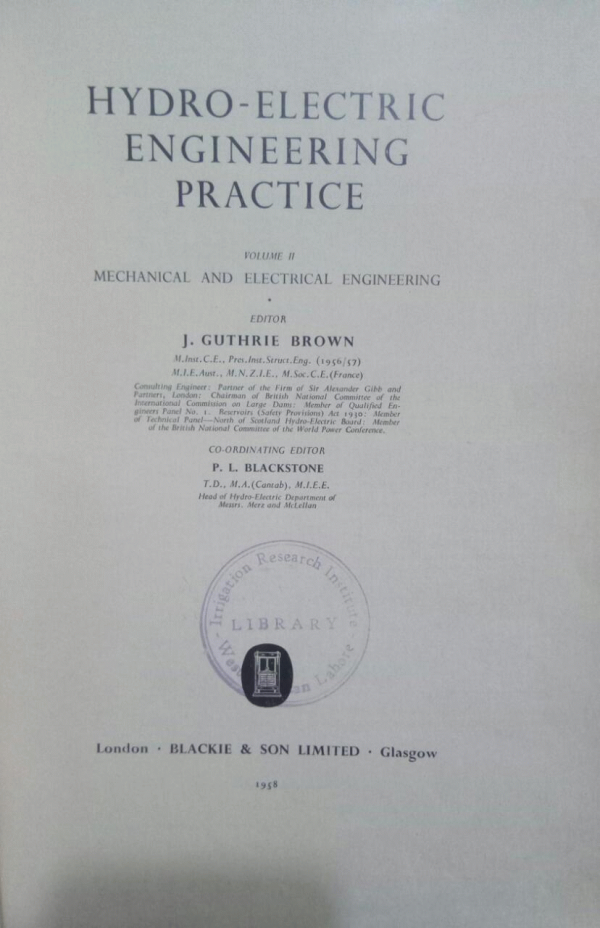 HYDRO-ELECTRIC
ENGINEERING
PRACTICE
VOLUME II
MECHANICAL AND ELECTRICAL ENGINEERING
EDITOR
J. GUTHRIE BROWN
M.Inst.C.E., Pres.Inst.Struct.Eng. (1956/57)
M.I.E.Aust., M.N.Z.I.E., M.Soc.C.E.(France)
Consulting Engineer: Partner of the Firm of Sir Alexander Gibb and
Partners, London: Chairman of British National Committee of the
International Commission on Large Dams: Member of Qualified En-
gineers Panel No. 1. Reservoirs (Safety Provisions) Act 1930: Member
of Technical Panel—North of Scotland Hydro-Electric Board: Member
of the British National Committee of the World Power Conference.
CO-ORDINATING EDITOR
P. L. BLACKSTONE
T.D., M.A.(Cantab), M.I.E.E.
Head of Hydro-Electric Department of
Messrs. Merz and McLellan
Irrigation Research Institute
LIBRARY
Lahore
London · BLACKIE & SON LIMITED · Glasgow
1958